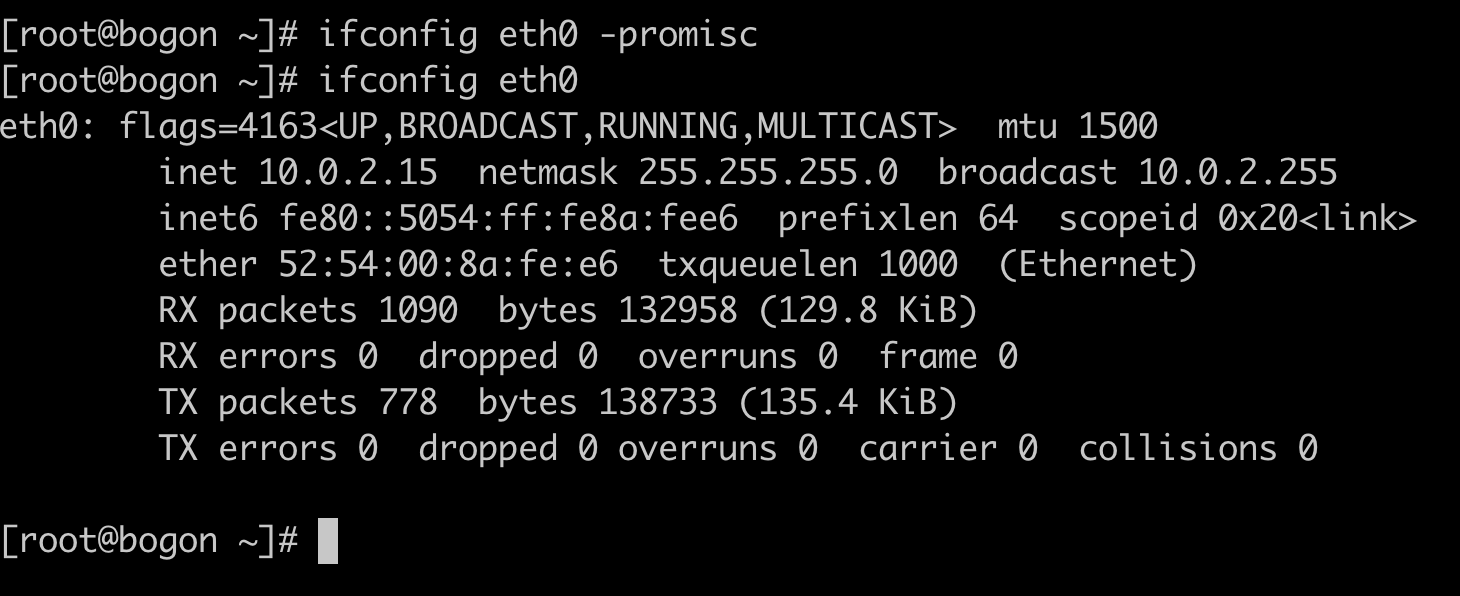 [root@bogon ~]# ifconfig eth0 -promisc
[root@bogon ~]# ifconfig eth0
eth0: flags=4163<UP,BROADCAST,RUNNING,MULTICAST>  mtu 1500
        inet 10.0.2.15  netmask 255.255.255.0  broadcast 10.0.2.255
        inet6 fe80::5054:ff:fe8a:fee6  prefixlen 64  scopeid 0x20<link>
        ether 52:54:00:8a:fe:e6  txqueuelen 1000  (Ethernet)
        RX packets 1090  bytes 132958 (129.8 KiB)
        RX errors 0  dropped 0  overruns 0  frame 0
        TX packets 778  bytes 138733 (135.4 KiB)
        TX errors 0  dropped 0 overruns 0  carrier 0  collisions 0
[root@bogon ~]#